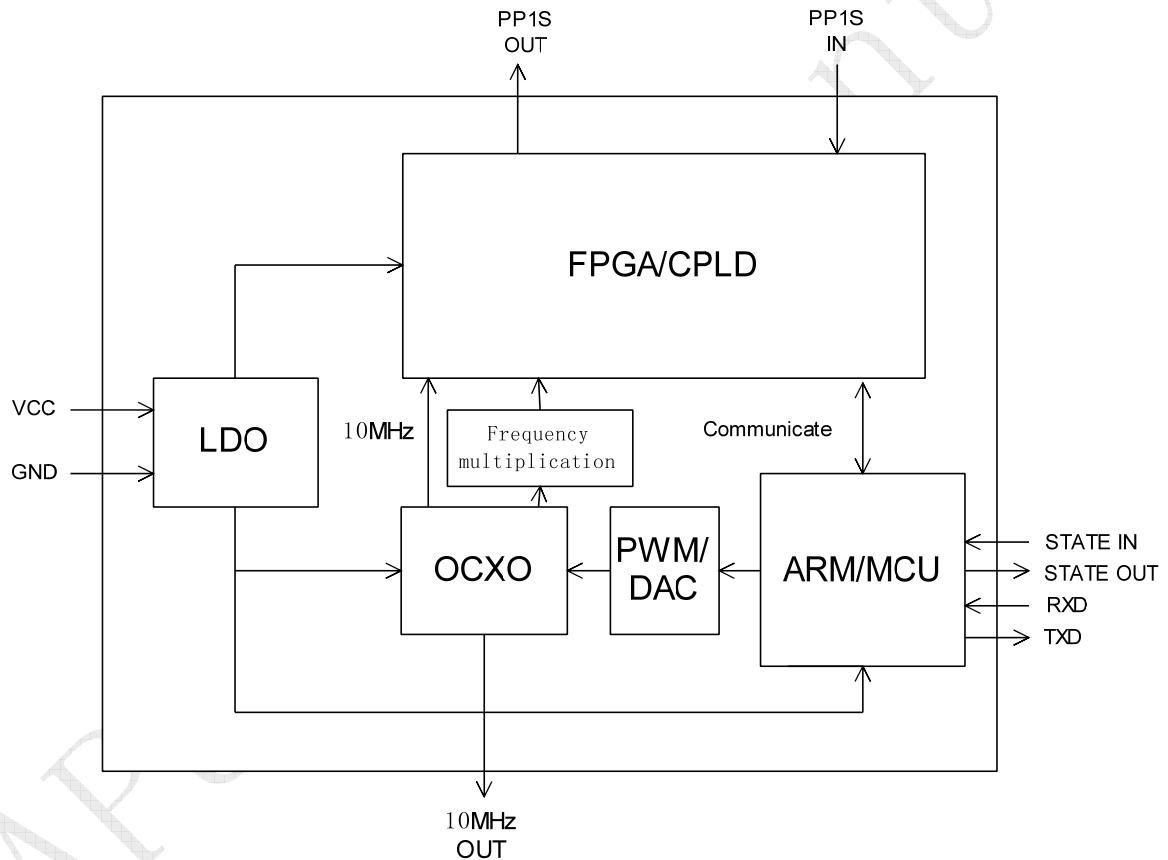 PP1S
OUT
PP1S
IN
FPGA/CPLD
VCC
GND
LDO
10MHz
Frequency
multiplication
Communicate
OCXO
PWM/
DAC
ARM/MCU
STATE IN
STATE OUT
RXD
TXD
10MHz
OUT